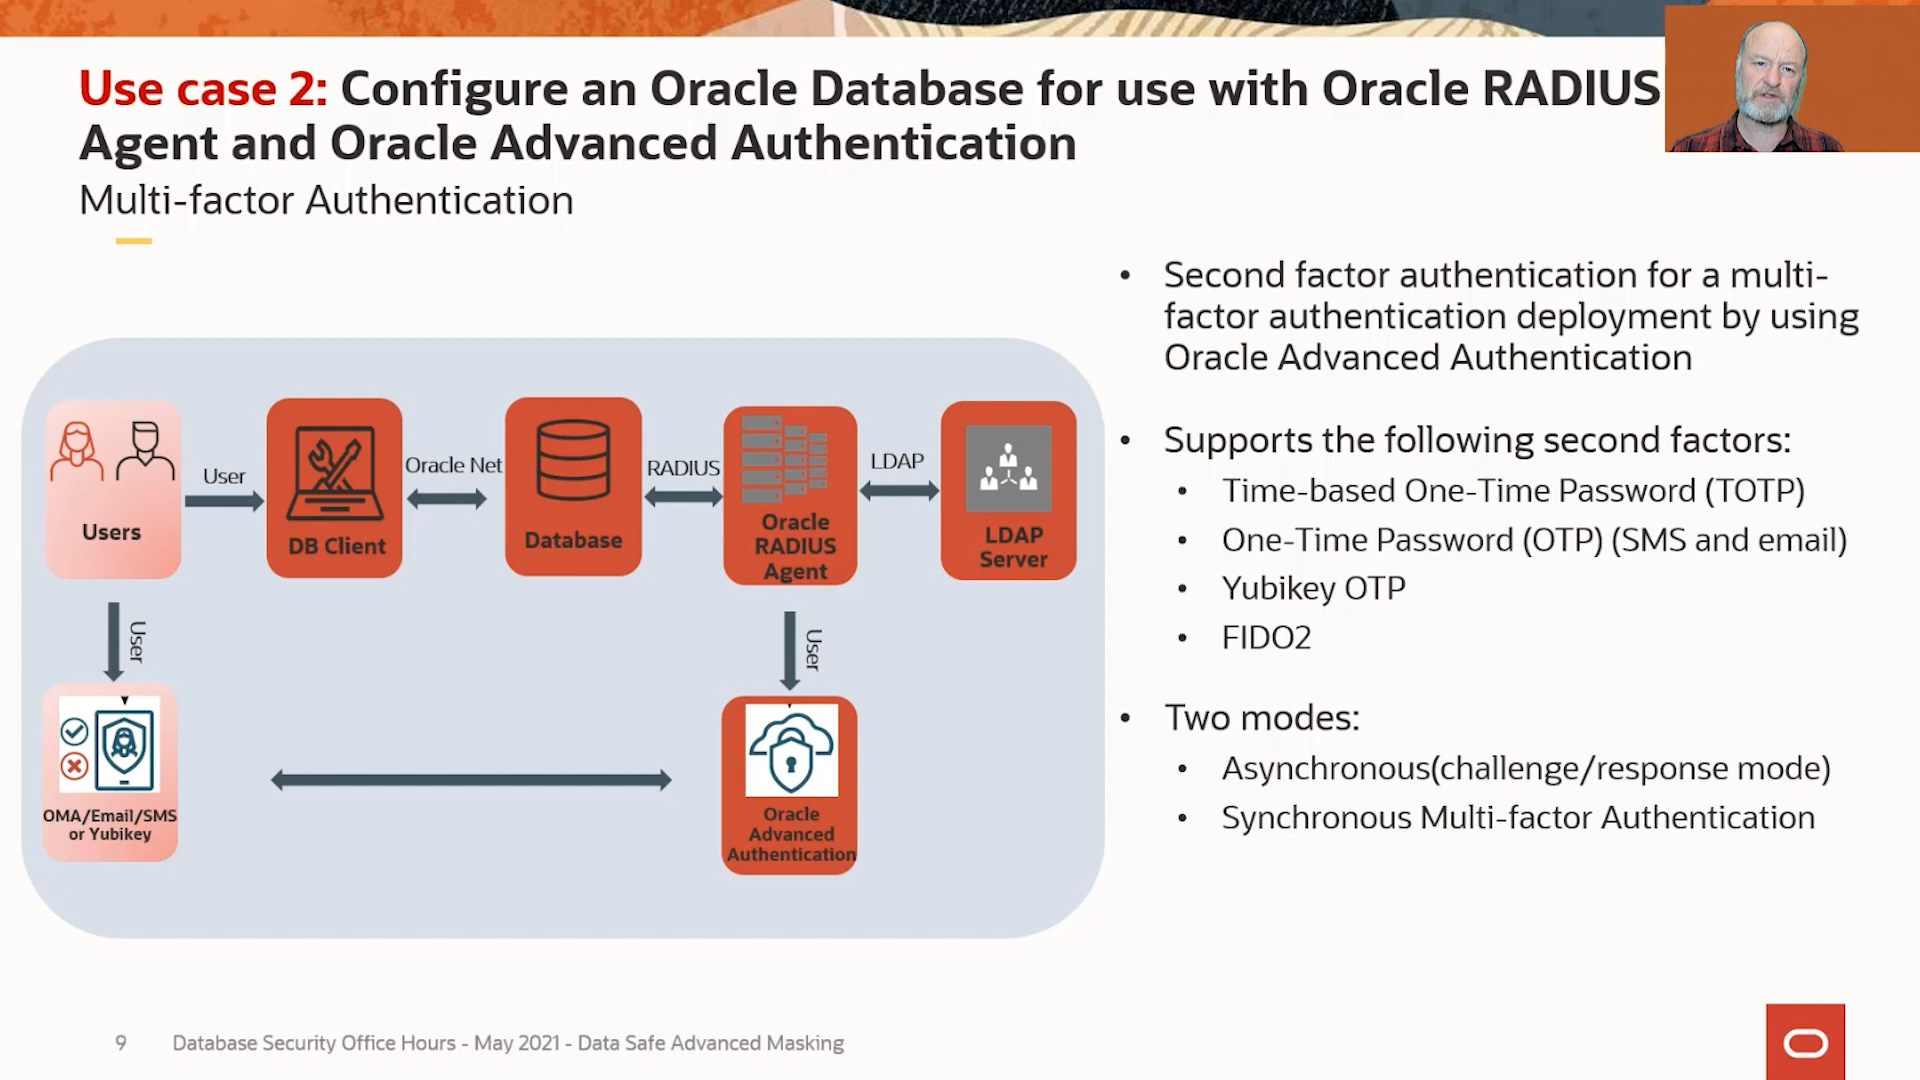 Use case 2: Configure an Oracle Database for use with Oracle RADIUS
Agent and Oracle Advanced Authentication
Multi-factor Authentication
User
Users
DB Client
Oracle Net
Database
RADIUS
Oracle
RADIUS
Agent
LDAP
LDAP
Server
User
User
OMA/Email/SMS
or Yubikey
Oracle
Advanced
Authentication
• Second factor authentication for a multi-
factor authentication deployment by using
Oracle Advanced Authentication
• Supports the following second factors:
• Time-based One-Time Password (TOTP)
• One-Time Password (OTP) (SMS and email)
• Yubikey OTP
• FIDO2
• Two modes:
• Asynchronous(challenge/response mode)
• Synchronous Multi-factor Authentication
9 Database Security Office Hours - May 2021 - Data Safe Advanced Masking